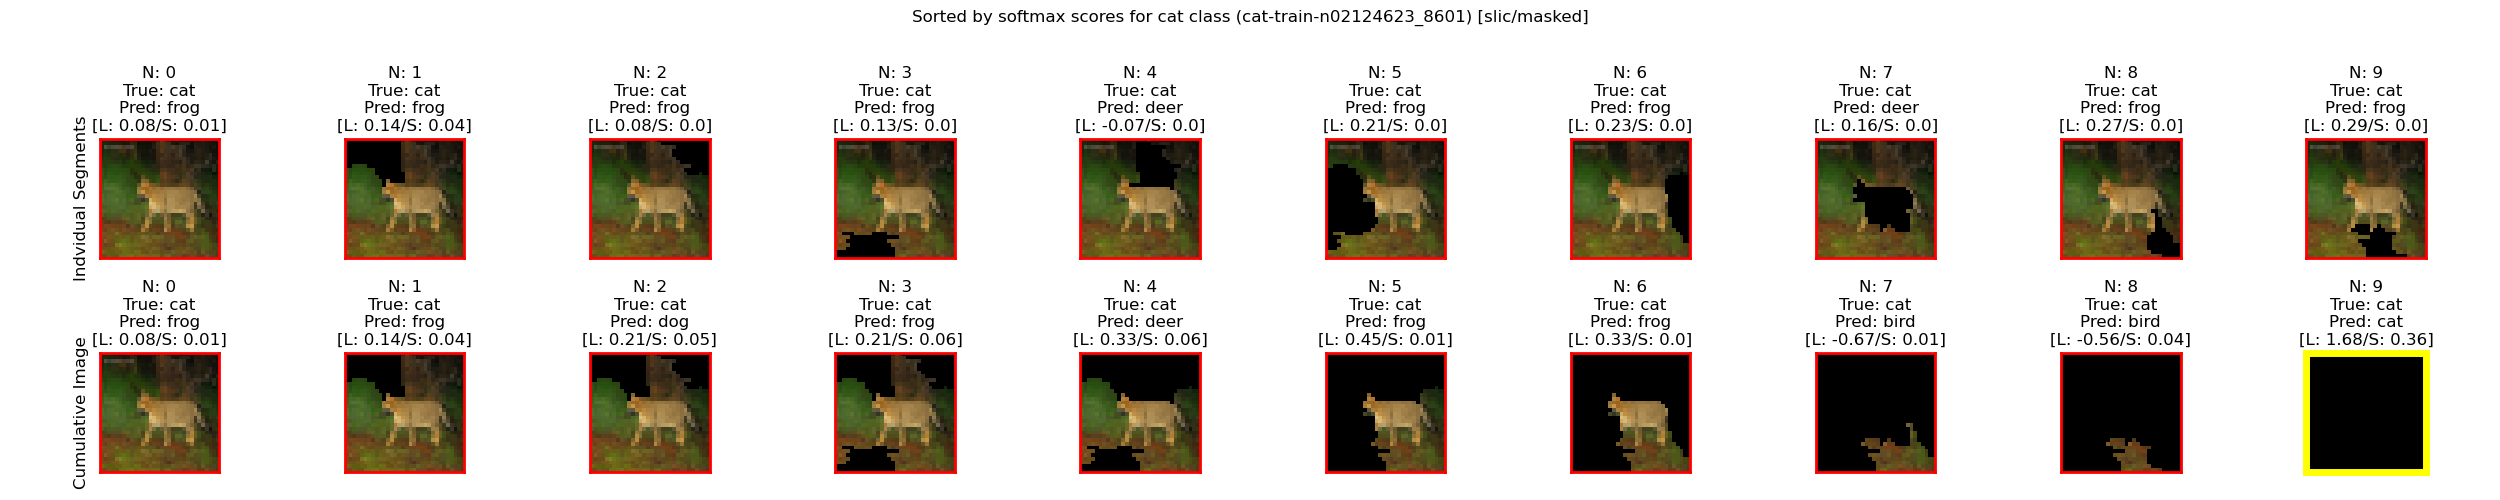 Sorted by softmax scores for cat class (cat-train-n02124623_8601) [slic/masked]
Indvidual Segments
N: 0
True: cat
Pred: frog
[L: 0.08/S: 0.01]
N: 1
True: cat
Pred: frog
[L: 0.14/S: 0.04]
N: 2
True: cat
Pred: frog
[L: 0.08/S: 0.0]
N: 3
True: cat
Pred: frog
[L: 0.13/S: 0.0]
N: 4
True: cat
Pred: deer
[L: -0.07/S: 0.0]
N: 5
True: cat
Pred: frog
[L: 0.21/S: 0.0]
N: 6
True: cat
Pred: frog
[L: 0.23/S: 0.0]
N: 7
True: cat
Pred: deer
[L: 0.16/S: 0.0]
N: 8
True: cat
Pred: frog
[L: 0.27/S: 0.0]
N: 9
True: cat
Pred: frog
[L: 0.29/S: 0.0]
Cumulative Image
N: 0
True: cat
Pred: frog
[L: 0.08/S: 0.01]
N: 1
True: cat
Pred: frog
[L: 0.14/S: 0.04]
N: 2
True: cat
Pred: dog
[L: 0.21/S: 0.05]
N: 3
True: cat
Pred: frog
[L: 0.21/S: 0.06]
N: 4
True: cat
Pred: deer
[L: 0.33/S: 0.06]
N: 5
True: cat
Pred: frog
[L: 0.45/S: 0.01]
N: 6
True: cat
Pred: frog
[L: 0.33/S: 0.0]
N: 7
True: cat
Pred: bird
[L: -0.67/S: 0.01]
N: 8
True: cat
Pred: bird
[L: -0.56/S: 0.04]
N: 9
True: cat
Pred: cat
[L: 1.68/S: 0.36]